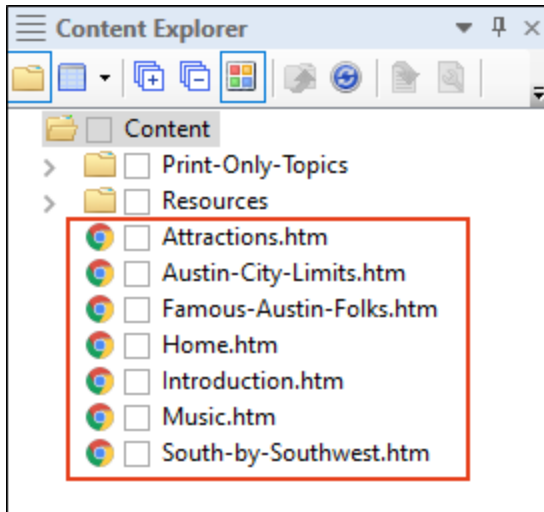 Content Explorer
Content
Print-Only-Topics
Resources
Attractions.htm
Austin-City-Limits.htm
Famous-Austin-Folks.htm
Home.htm
Introduction.htm
Music.htm
South-by-Southwest.htm